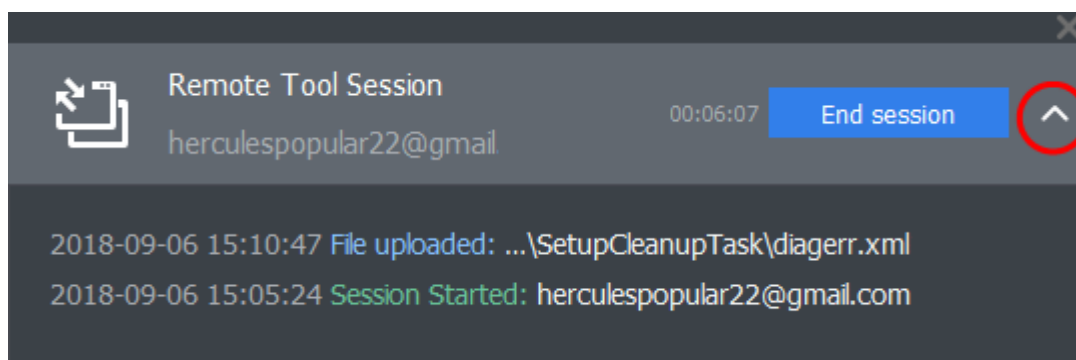 Remote Tool Session
00:06:07 End session
herculespopular22@gmail.
2018-09-06 15:10:47 File uploaded: ...\SetupCleanupTask\diagerr.xml
2018-09-06 15:05:24 Session Started: herculespopular22@gmail.com